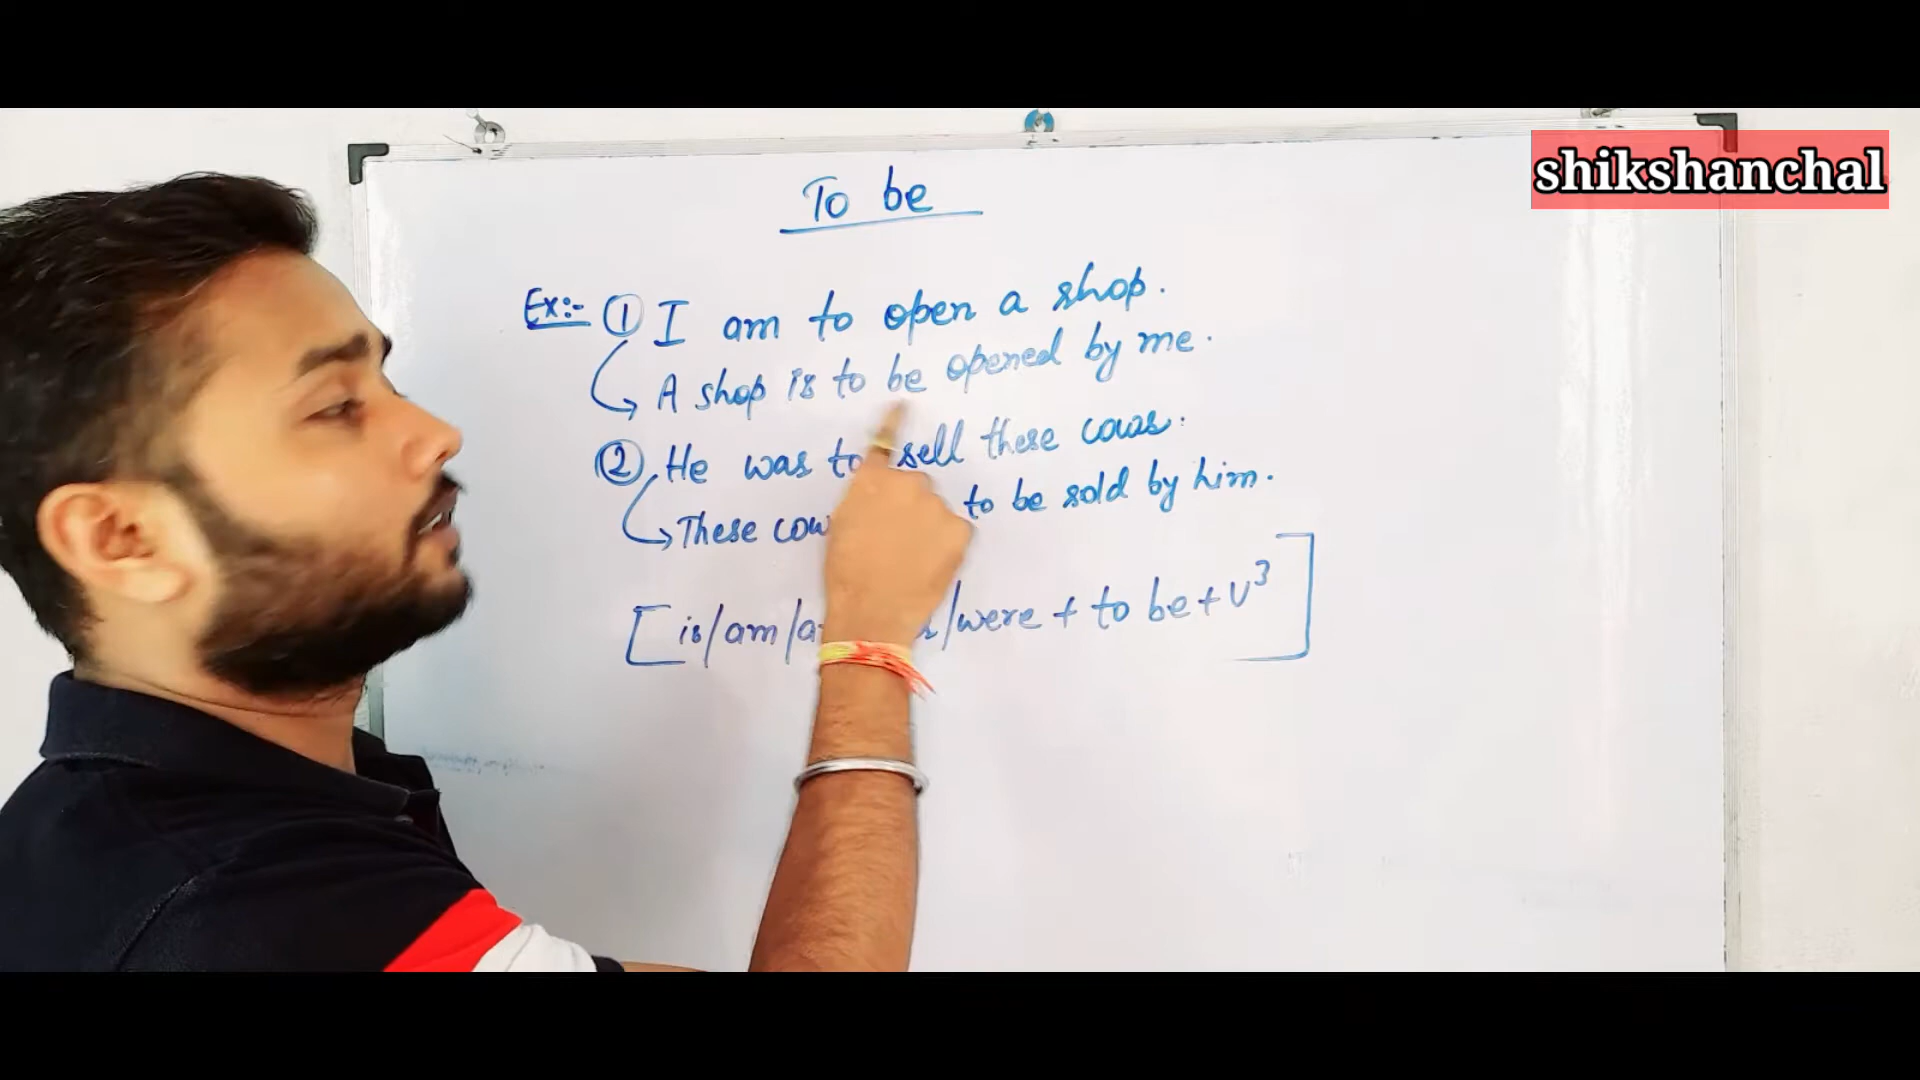 shikshanchal
To be
Ex:- ① I am to open a shop.
A shop is to be opened by me.
② He was to sell these cows.
These cow to be sold by him.
[is/am/a /were + to be + V³]